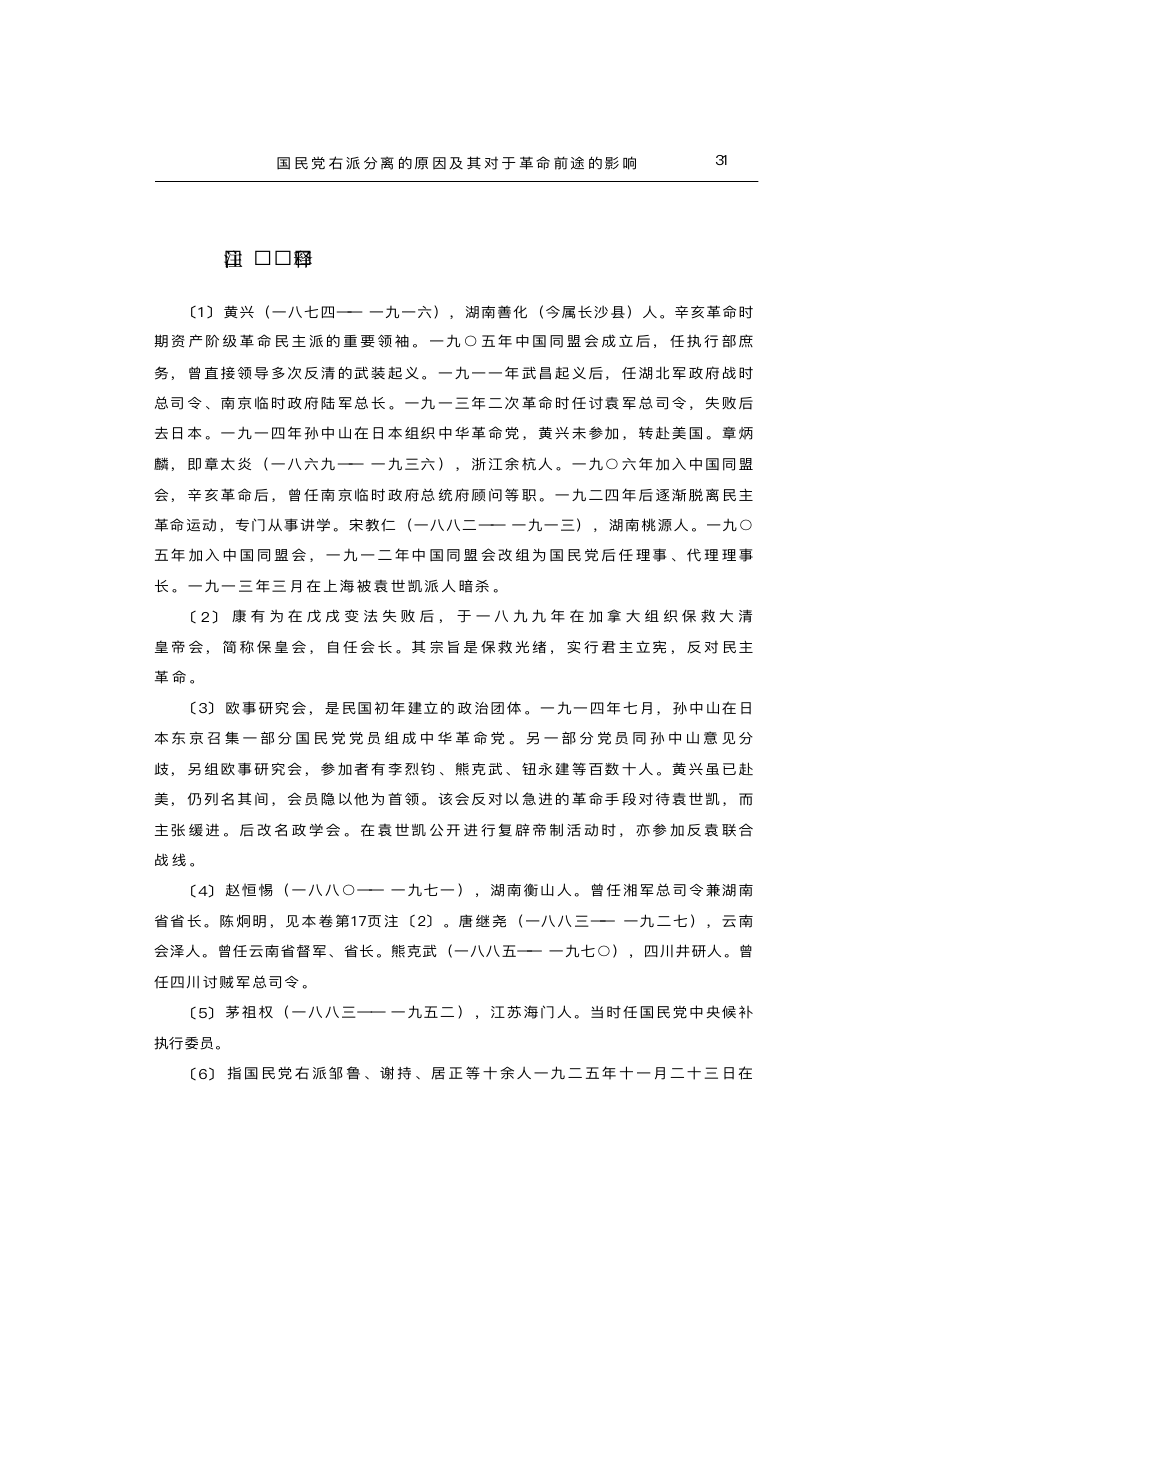 国民党右派分离的原因及其对于革命前途的影响 31
注 □□释
〔1〕黄兴（一八七四——一九一六），湖南善化（今属长沙县）人。辛亥革命时
期资产阶级革命民主派的重要领袖。一九〇五年中国同盟会成立后，任执行部庶
务，曾直接领导多次反清的武装起义。一九一一年武昌起义后，任湖北军政府战时
总司令、南京临时政府陆军总长。一九一三年二次革命时任讨袁军总司令，失败后
去日本。一九一四年孙中山在日本组织中华革命党，黄兴未参加，转赴美国。章炳
麟，即章太炎（一八六九——一九三六），浙江余杭人。一九〇六年加入中国同盟
会，辛亥革命后，曾任南京临时政府总统府顾问等职。一九二四年后逐渐脱离民主
革命运动，专门从事讲学。宋教仁（一八八二——一九一三），湖南桃源人。一九〇
五年加入中国同盟会，一九一二年中国同盟会改组为国民党后任理事、代理理事
长。一九一三年三月在上海被袁世凯派人暗杀。
〔2〕康有为在戊戌变法失败后，于一八九九年在加拿大组织保救大清
皇帝会，简称保皇会，自任会长。其宗旨是保救光绪，实行君主立宪，反对民主
革命。
〔3〕欧事研究会，是民国初年建立的政治团体。一九一四年七月，孙中山在日
本东京召集一部分国民党党员组成中华革命党。另一部分党员同孙中山意见分
歧，另组欧事研究会，参加者有李烈钧、熊克武、钮永建等百数十人。黄兴虽已赴
美，仍列名其间，会员隐以他为首领。该会反对以急进的革命手段对待袁世凯，而
主张缓进。后改名政学会。在袁世凯公开进行复辟帝制活动时，亦参加反袁联合
战线。
〔4〕赵恒惕（一八八〇——一九七一），湖南衡山人。曾任湘军总司令兼湖南
省省长。陈炯明，见本卷第17页注〔2〕。唐继尧（一八八三——一九二七），云南
会泽人。曾任云南省督军、省长。熊克武（一八八五——一九七〇），四川井研人。曾
任四川讨贼军总司令。
〔5〕茅祖权（一八八三——一九五二），江苏海门人。当时任国民党中央候补
执行委员。
〔6〕指国民党右派邹鲁、谢持、居正等十余人一九二五年十一月二十三日在